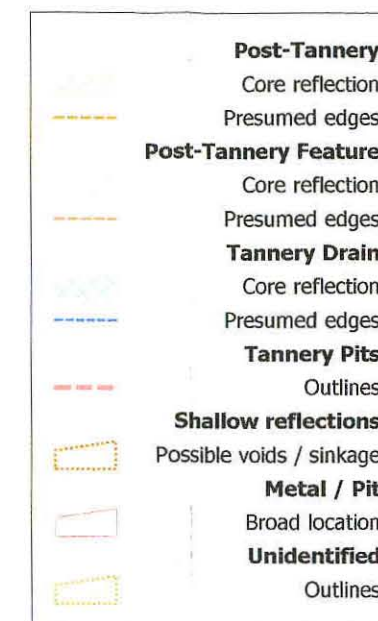 Post-Tannery
Core reflection
Presumed edges
Post-Tannery Feature
Core reflection
Presumed edges
Tannery Drain
Core reflection
Presumed edges
Tannery Pits
Outlines
Shallow reflections
Possible voids / sinkage
Metal / Pit
Broad location
Unidentified
Outlines